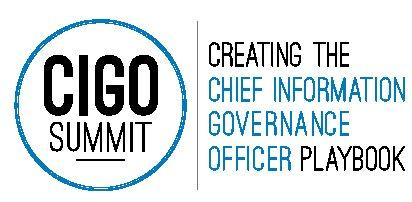 CIGO
SUMMIT
CREATING THE
CHIEF INFORMATION
GOVERNANCE
OFFICER PLAYBOOK